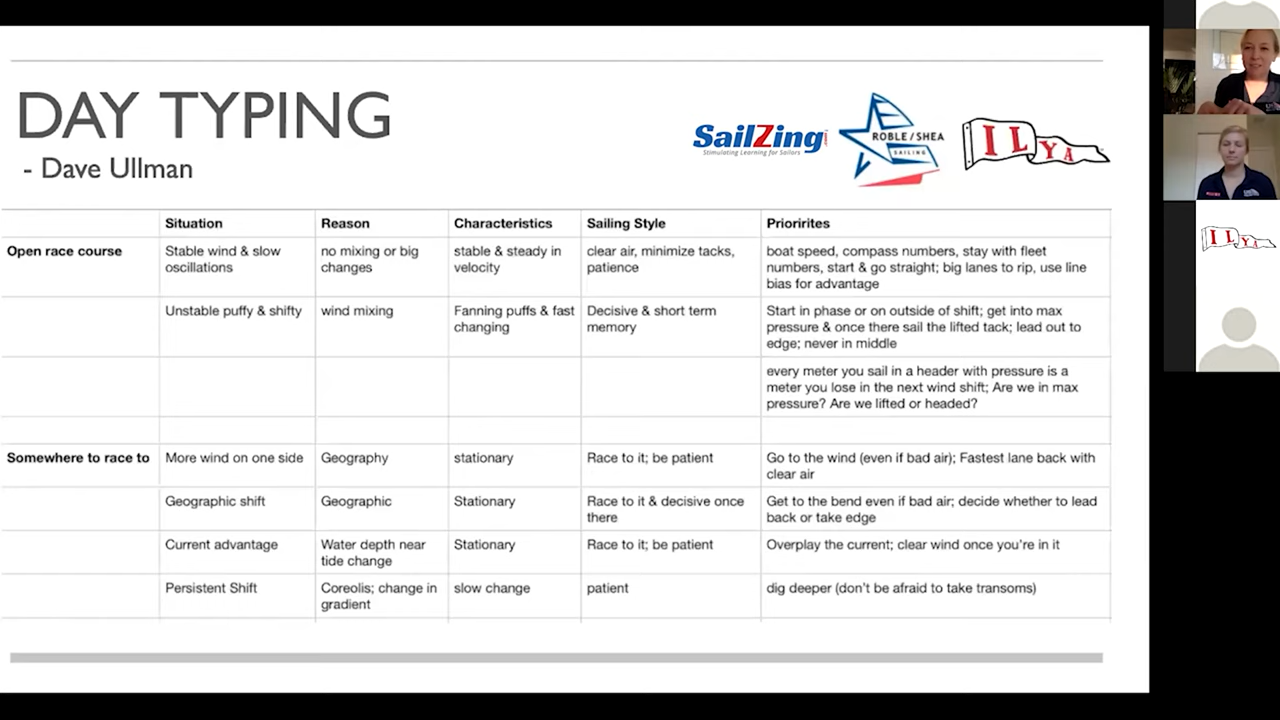 DAY TYPING
- Dave Ullman
SailZing
Stimulating Learning for Sailors
ROBLE/SHEA
SAILING
ILYA
Situation Reason Characteristics Sailing Style Priorirites
Open race course Stable wind & slow oscillations no mixing or big changes stable & steady in velocity clear air, minimize tacks, patience boat speed, compass numbers, stay with fleet numbers, start & go straight; big lanes to rip, use line bias for advantage
Unstable puffy & shifty wind mixing Fanning puffs & fast changing Decisive & short term memory Start in phase or on outside of shift; get into max pressure & once there sail the lifted tack; lead out to edge; never in middle
every meter you sail in a header with pressure is a meter you lose in the next wind shift; Are we in max pressure? Are we lifted or headed?
Somewhere to race to More wind on one side Geography stationary Race to it; be patient Go to the wind (even if bad air); Fastest lane back with clear air
Geographic shift Geographic Stationary Race to it & decisive once there Get to the bend even if bad air; decide whether to lead back or take edge
Current advantage Water depth near tide change Stationary Race to it; be patient Overplay the current; clear wind once you're in it
Persistent Shift Coreolis; change in gradient slow change patient dig deeper (don't be afraid to take transoms)
ILYA